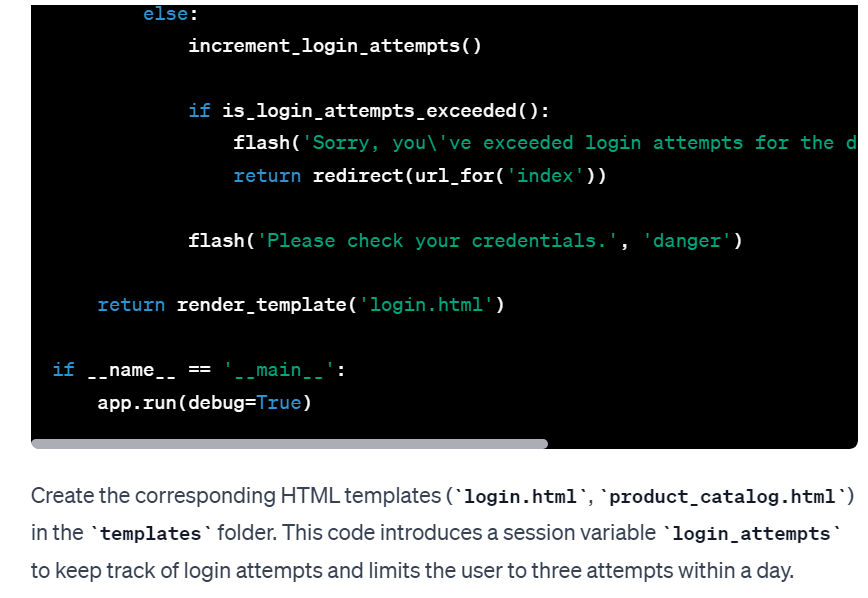 else:
increment_login_attempts()
if is_login_attempts_exceeded():
flash('Sorry, you\'ve exceeded login attempts for the d
return redirect(url_for('index'))
flash('Please check your credentials.', 'danger')
return render_template('login.html')
if __name__ == '__main__':
app.run(debug=True)
Create the corresponding HTML templates (`login.html`, `product_catalog.html`)
in the `templates` folder. This code introduces a session variable `login_attempts`
to keep track of login attempts and limits the user to three attempts within a day.